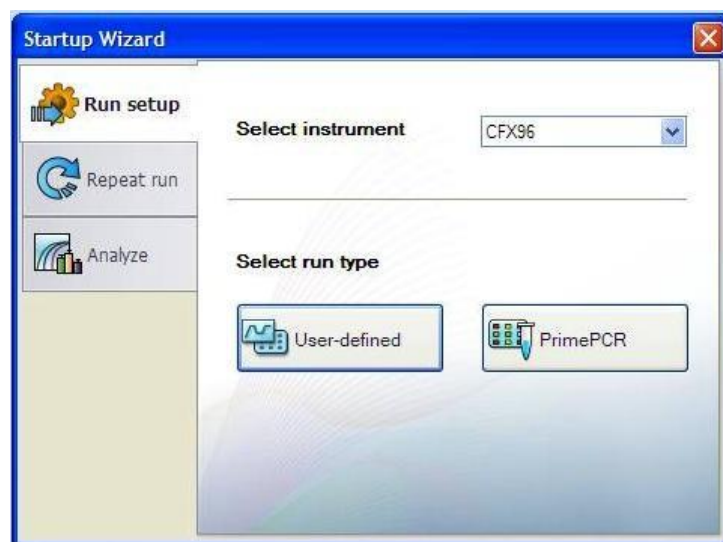 Startup Wizard
Run setup
Repeat run
Analyze
Select instrument
CFX96
Select run type
User-defined
PrimePCR